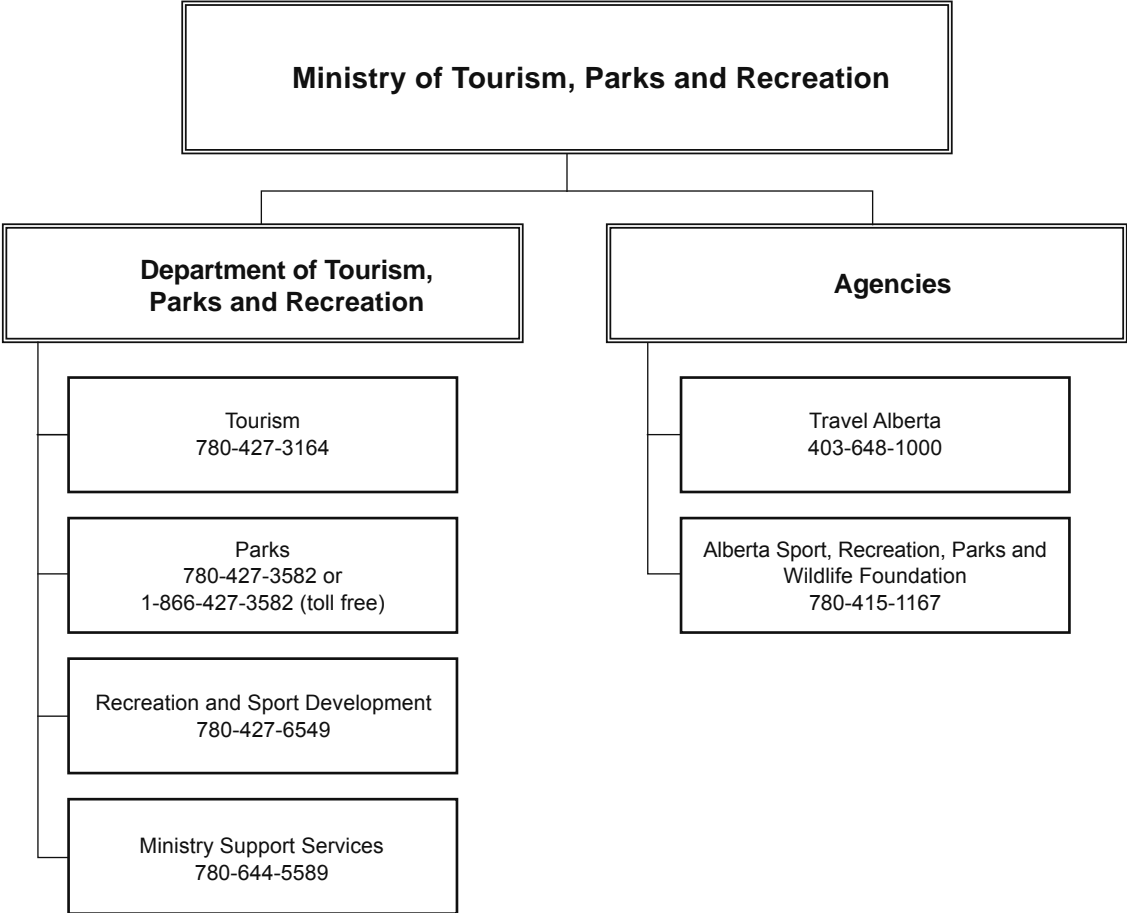 Ministry of Tourism, Parks and Recreation
Department of Tourism,
Parks and Recreation
Tourism
780-427-3164
Parks
780-427-3582 or
1-866-427-3582 (toll free)
Recreation and Sport Development
780-427-6549
Ministry Support Services
780-644-5589
Agencies
Travel Alberta
403-648-1000
Alberta Sport, Recreation, Parks and
Wildlife Foundation
780-415-1167